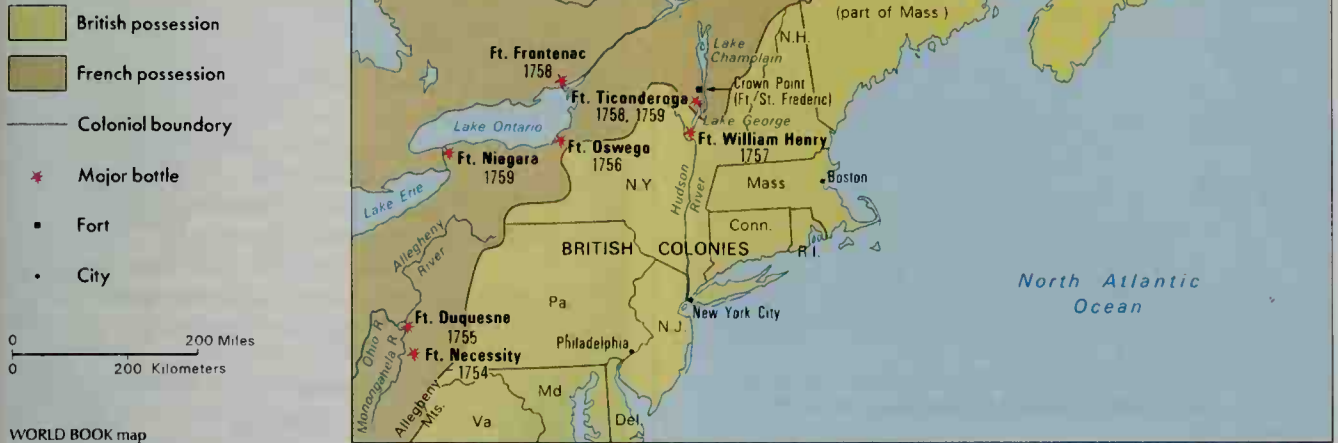 British possession
French possession
Colonial boundary
Major battle
Fort
City
0 200 Miles
0 200 Kilometers
WORLD BOOK map
(part of Mass)
N.H.
Lake
Champlain
Ft. Frontenac
1758
Crown Point
(Ft. St. Frederic)
Ft. Ticonderoga
1758, 1759
Lake George
Lake Ontario
Ft. Oswego
1756
Ft. William Henry
1757
Ft. Niagara
1759
N.Y
Hudson
River
Mass
Boston
Lake Erie
Conn.
R.I.
Allegheny
River
BRITISH COLONIES
North Atlantic
Ocean
Pa
New York City
N.J.
Ft. Duquesne
1755
Philadelphia
Ohio R.
Monongahela R.
Ft. Necessity
1754
Allegheny
Mts.
Md
Va
Del.